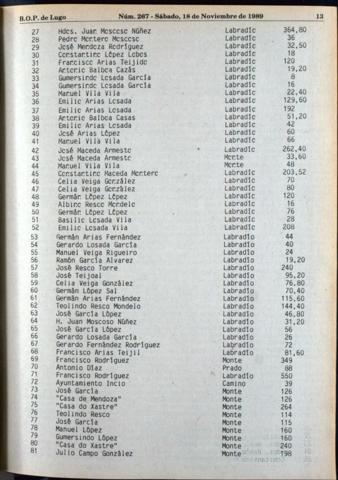 B.O.P. de Lugo Núm. 267 - Sábado, 18 de Noviembre de 1989 13
27 Hdcs. Juan Moscoso Núñez Labradío 364,80
28 Pedro Montero Moscoso Labradío 36
29 José Mendoza Rodríguez Labradío 32,50
30 Constantino López Lobos Labradío 18
31 Francisco Arias Teijido Labradío 120
32 Antonio Balboa Cazás Labradío 19,20
33 Gumersindo Losada García Labradío 8
34 Gumersindo Losada García Labradío 16
35 Manuel Vila Vila Labradío 22,40
36 Emilio Arias Losada Labradío 129,60
37 Emilio Arias Losada Labradío 192
38 Antonio Balboa Casas Labradío 51,20
39 Emilio Arias Losada Labradío 42
40 José Arias López Labradío 60
41 Manuel Vila Vila Labradío 66
42 José Maceda Armesto Labradío 262,40
43 José Maceda Armesto Monte 33,60
44 Manuel Vila Vila Monte 48
45 Constantino Maceda Montero Labradío 203,52
46 Celia Veiga González Labradío 70
47 Celia Veiga González Labradío 80
48 Germán López López Labradío 120
49 Albino Resco Mondelo Labradío 16
50 Germán López López Labradío 76
51 Basilio Losada Vila Labradío 28
52 Emilio Losada Vila Labradío 208
53 Germán Arias Fernández Labradío 44
54 Gerardo Losada García Labradío 40
55 Manuel Veiga Rigueiro Labradío 24
56 Ramón García Alvarez Labradío 19,20
57 José Resco Torre Labradío 240
58 José Teijoal Labradío 95,20
59 Celia Veiga González Labradío 76,80
60 Germán López Sal Labradío 70,40
61 Germán Arias Fernández Labradío 115,60
62 Teolindo Resco Mondelo Labradío 144,40
63 José García López Labradío 46,80
64 H. Juan Moscoso Núñez Labradío 31,20
65 José García López Labradío 56
66 Gerardo Losada García Labradío 26
67 Gerardo Fernández Rodríguez Labradío 72
68 Francisco Arias Teijil Labradío 81,60
69 Francisco Rodríguez Monte 349
70 Antonio Díaz Prado 88
71 Francisco Rodríguez Labradío 550
72 Ayuntamiento Incio Camino 39
73 José García Monte 126
74 "Casa de Mendoza" Monte 126
75 "Casa do Xastre" Monte 264
76 Teolindo Resco Monte 114
77 José García Monte 115
78 Manuel López Monte 160
79 Gumersindo López Monte 160
80 "Casa do Xastre" Monte 240
81 Julio Campo González Monte 198